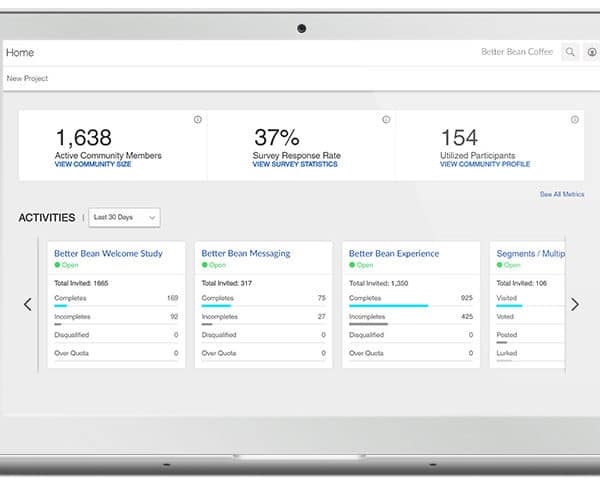 Home
Better Bean Coffee
New Project
1,638
Active Community Members
VIEW COMMUNITY SIZE
37%
Survey Response Rate
VIEW SURVEY STATISTICS
154
Utilized Participants
VIEW COMMUNITY PROFILE
See All Metrics
ACTIVITIES | Last 30 Days
Better Bean Welcome Study
Open
Total Invited: 1665
Completes 169
Incompletes 92
Disqualified 0
Over Quota 0
Better Bean Messaging
Open
Total Invited: 317
Completes 75
Incompletes 27
Disqualified 0
Over Quota 0
Better Bean Experience
Open
Total Invited: 1,350
Completes 925
Incompletes 425
Disqualified 0
Over Quota 0
Segments / Multip
Open
Total Invited: 106
Visited
Voted
Posted
Lurked